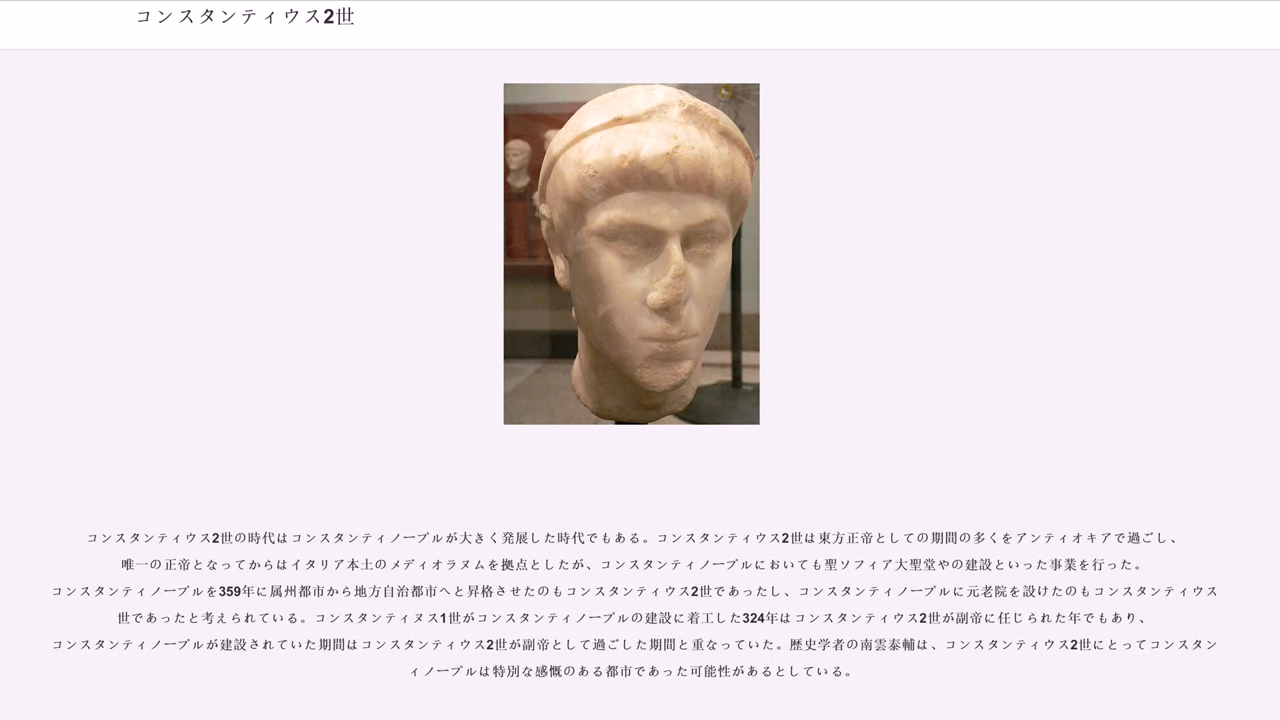 コンスタンティウス2世
コンスタンティウス2世の時代はコンスタンティノープルが大きく発展した時代でもある。コンスタンティウス2世は東方正帝としての期間の多くをアンティオキアで過ごし、
唯一の正帝となってからはイタリア本土のメディオラヌムを拠点としたが、コンスタンティノープルにおいても聖ソフィア大聖堂やの建設といった事業を行った。
コンスタンティノープルを359年に属州都市から地方自治都市へと昇格させたのもコンスタンティウス2世であったし、コンスタンティノープルに元老院を設けたのもコンスタンティウス
世であったと考えられている。コンスタンティヌス1世がコンスタンティノープルの建設に着工した324年はコンスタンティウス2世が副帝に任じられた年でもあり、
コンスタンティノープルが建設されていた期間はコンスタンティウス2世が副帝として過ごした期間と重なっていた。歴史学者の南雲泰輔は、コンスタンティウス2世にとってコンスタン
ィノープルは特別な感慨のある都市であった可能性があるとしている。